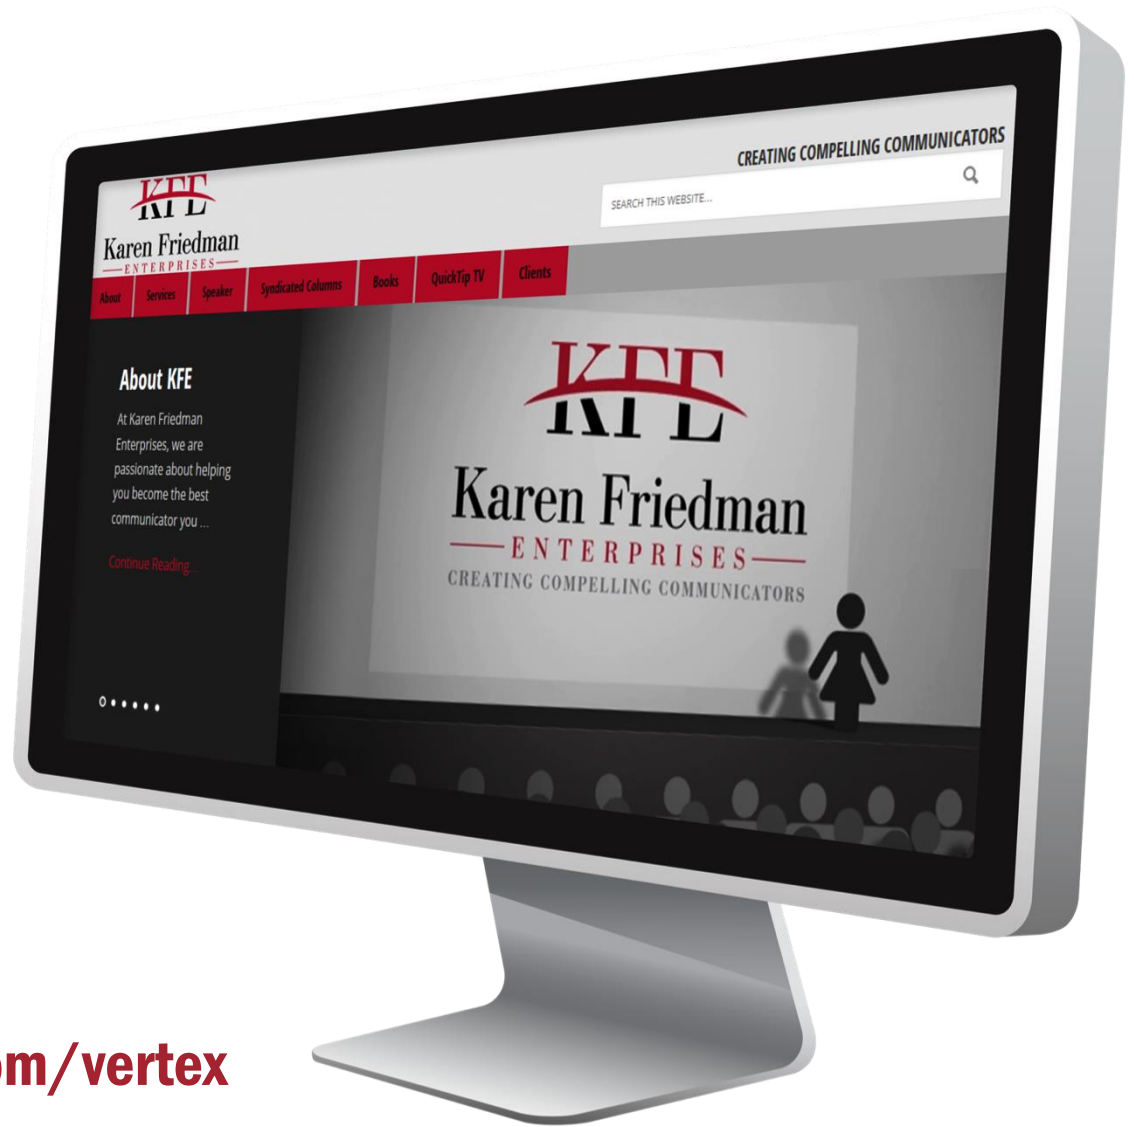 CREATING COMPELLING COMMUNICATORS
KFE
SEARCH THIS WEBSITE...
Karen Friedman
ENTERPRISES
About
Services
Speaker
Syndicated Columns
Books
QuickTip TV
Clients
About KFE
At Karen Friedman
Enterprises, we are
passionate about helping
you become the best
communicator you ...
Continue Reading...
KFE
Karen Friedman
ENTERPRISES
CREATING COMPELLING COMMUNICATORS
om/vertex